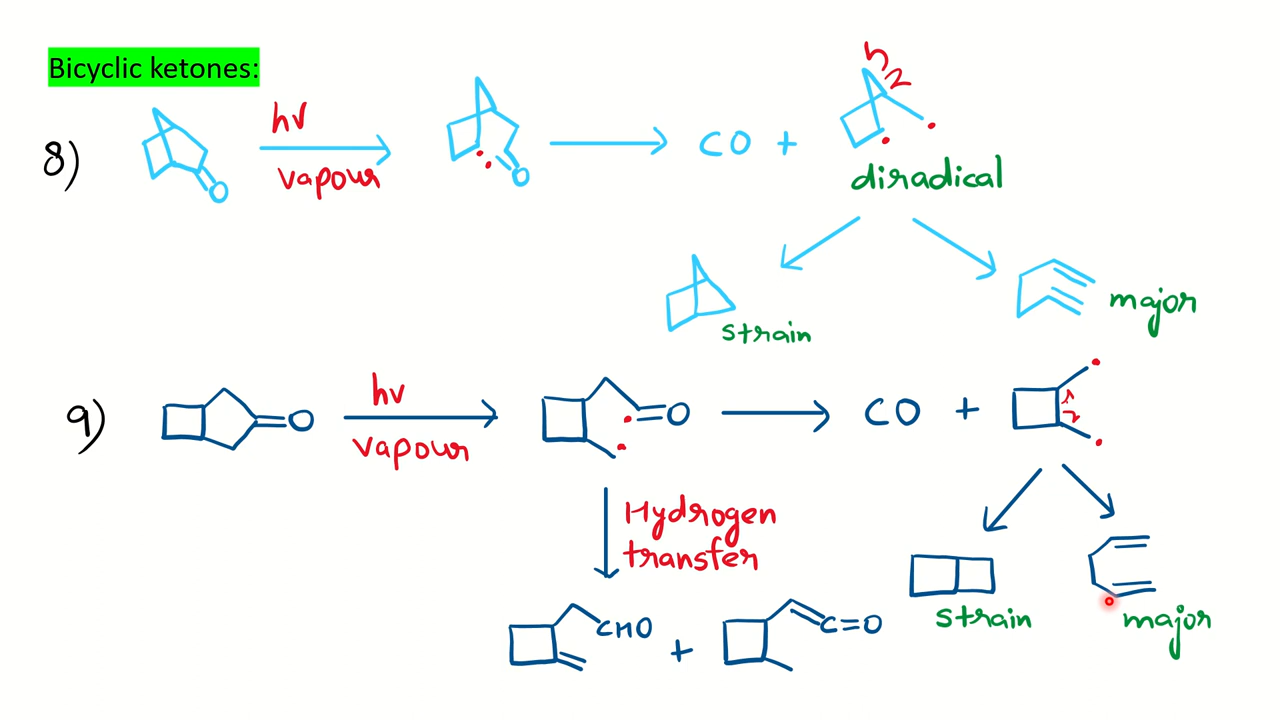 Bicyclic ketones:
8)
hν
vapour
O
O
CO +
diradical
strain
major
9)
O
hν
vapour
O
CO +
Hydrogen
transfer
strain
major
CHO
+
C=O